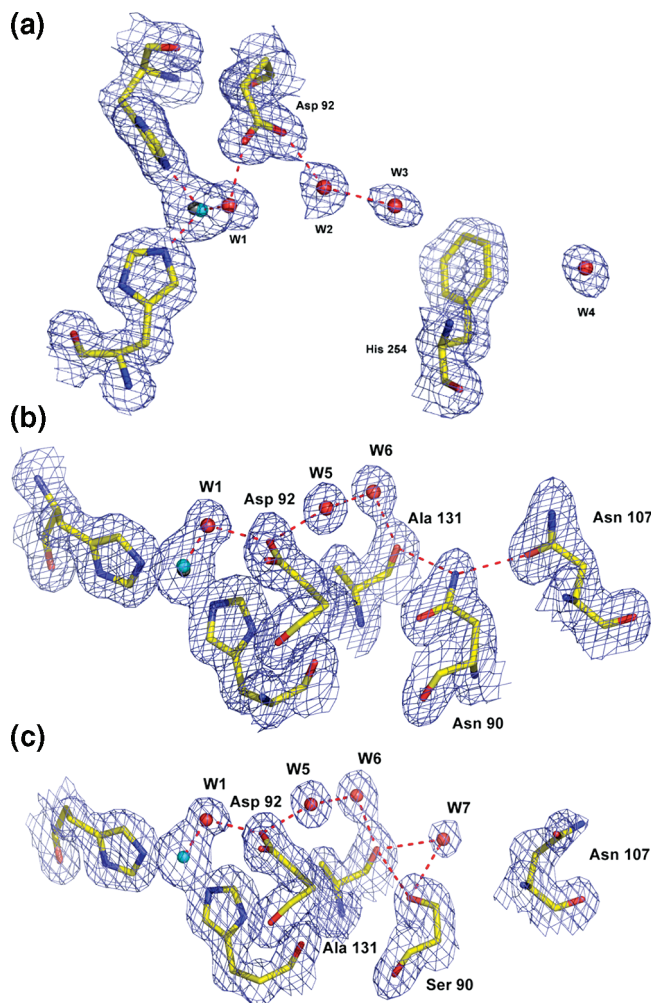 (a)
Asp 92
W3
W2
W1
W4
His 254
(b)
W6
W1
W5
Asp 92
Ala 131
Asn 107
Asn 90
(c)
W1
W5
W6
Asp 92
W7
Asn 107
Ala 131
Ser 90